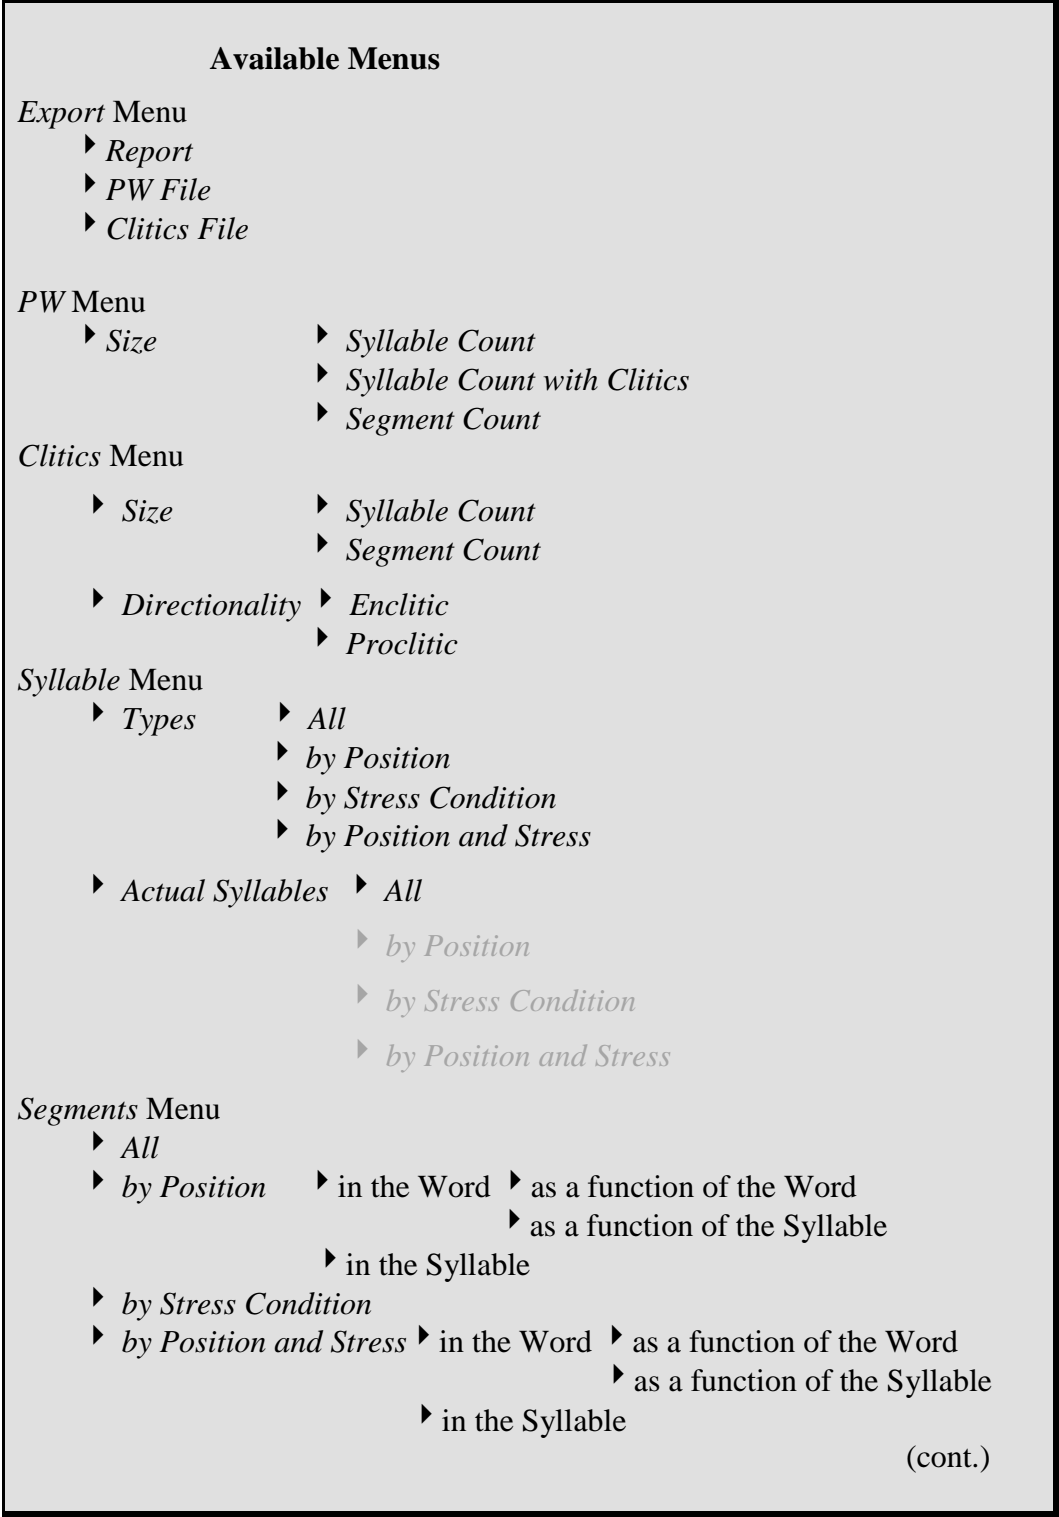 Available Menus
Export Menu
Report
PW File
Clitics File
PW Menu
Size Syllable Count
Syllable Count with Clitics
Segment Count
Clitics Menu
Size Syllable Count
Segment Count
Directionality Enclitic
Proclitic
Syllable Menu
Types All
by Position
by Stress Condition
by Position and Stress
Actual Syllables All
by Position
by Stress Condition
by Position and Stress
Segments Menu
All
by Position in the Word as a function of the Word
as a function of the Syllable
in the Syllable
by Stress Condition
by Position and Stress in the Word as a function of the Word
as a function of the Syllable
in the Syllable
(cont.)